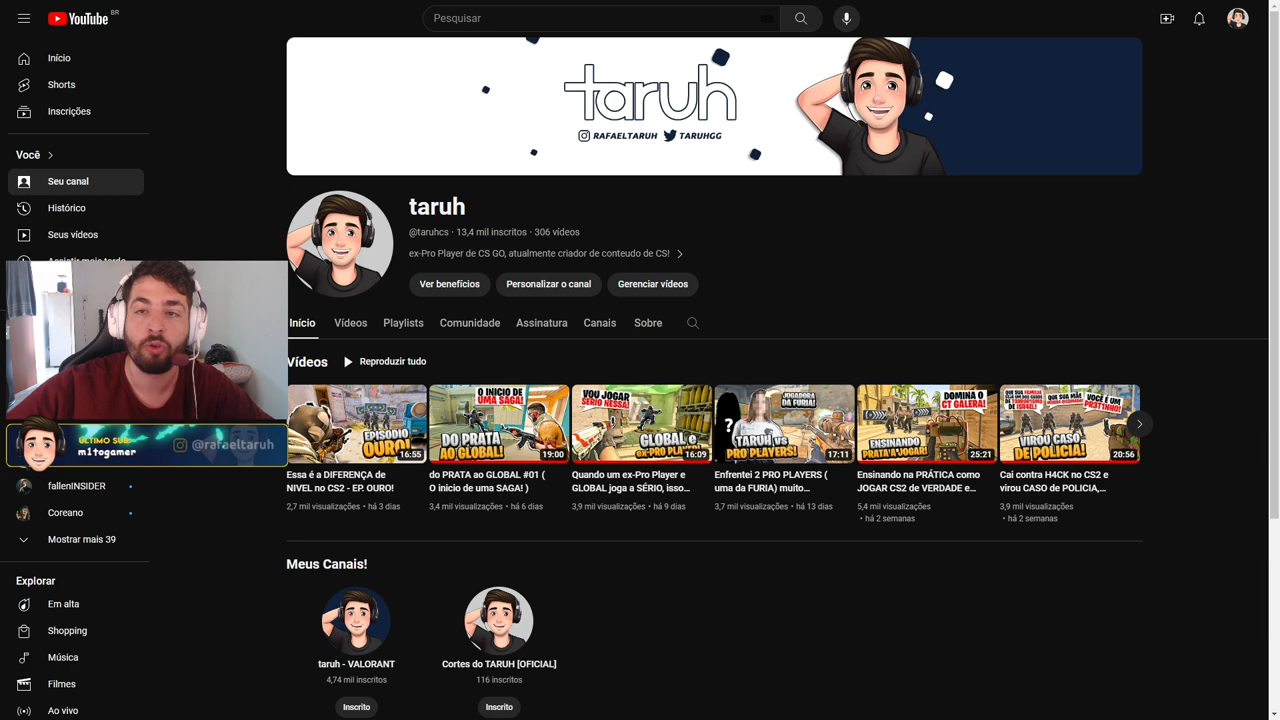 YouTube BR
Pesquisar
Início
Shorts
Inscrições
Você
Seu canal
Histórico
Seus vídeos
Assistir mais tarde
ÚLTIMO SUB:
m1togamer
@rafaeltaruh
fallenINSIDER
Coreano
Mostrar mais 39
Explorar
Em alta
Shopping
Música
Filmes
Ao vivo
taruh
RAFAELTARUH TARUHGG
taruh
@taruhcs · 13,4 mil inscritos · 306 vídeos
ex-Pro Player de CS GO, atualmente criador de conteudo de CS!
Ver benefícios Personalizar o canal Gerenciar vídeos
Início Vídeos Playlists Comunidade Assinatura Canais Sobre
Vídeos Reproduzir tudo
EPISODIO
OURO!
16:55
Essa é a DIFERENÇA de
NIVEL no CS2 - EP. OURO!
2,7 mil visualizações · há 3 dias
O INICIO DE
UMA SAGA!
DO PRATA
AO GLOBAL!
19:00
do PRATA ao GLOBAL #01 (
O inicio de uma SAGA! )
3,4 mil visualizações · há 6 dias
VOU JOGAR
SERIO NESSA!
GLOBAL e
EX-PRO PLAYER!
16:09
Quando um ex-Pro Player e
GLOBAL joga a SÉRIO, isso...
3,9 mil visualizações · há 9 dias
JOGADORA
DA FURIA!
?
TARUH VS
PRO PLAYERS!
17:11
Enfrentei 2 PRO PLAYERS (
uma da FURIA) muito...
3,7 mil visualizações · há 13 dias
DOMINA O
CT GALERA!
ENSINANDO
PRATA A JOGAR!
25:21
Ensinando na PRÁTICA como
JOGAR CS2 de VERDADE e...
5,4 mil visualizações
· há 2 semanas
VOCÊ É UM
VIROU CASO
DE POLICIA!
20:56
Cai contra H4CK no CS2 e
virou CASO de POLICIA,...
3,9 mil visualizações
· há 2 semanas
Meus Canais!
taruh - VALORANT
4,74 mil inscritos
Inscrito
Cortes do TARUH [OFICIAL]
116 inscritos
Inscrito